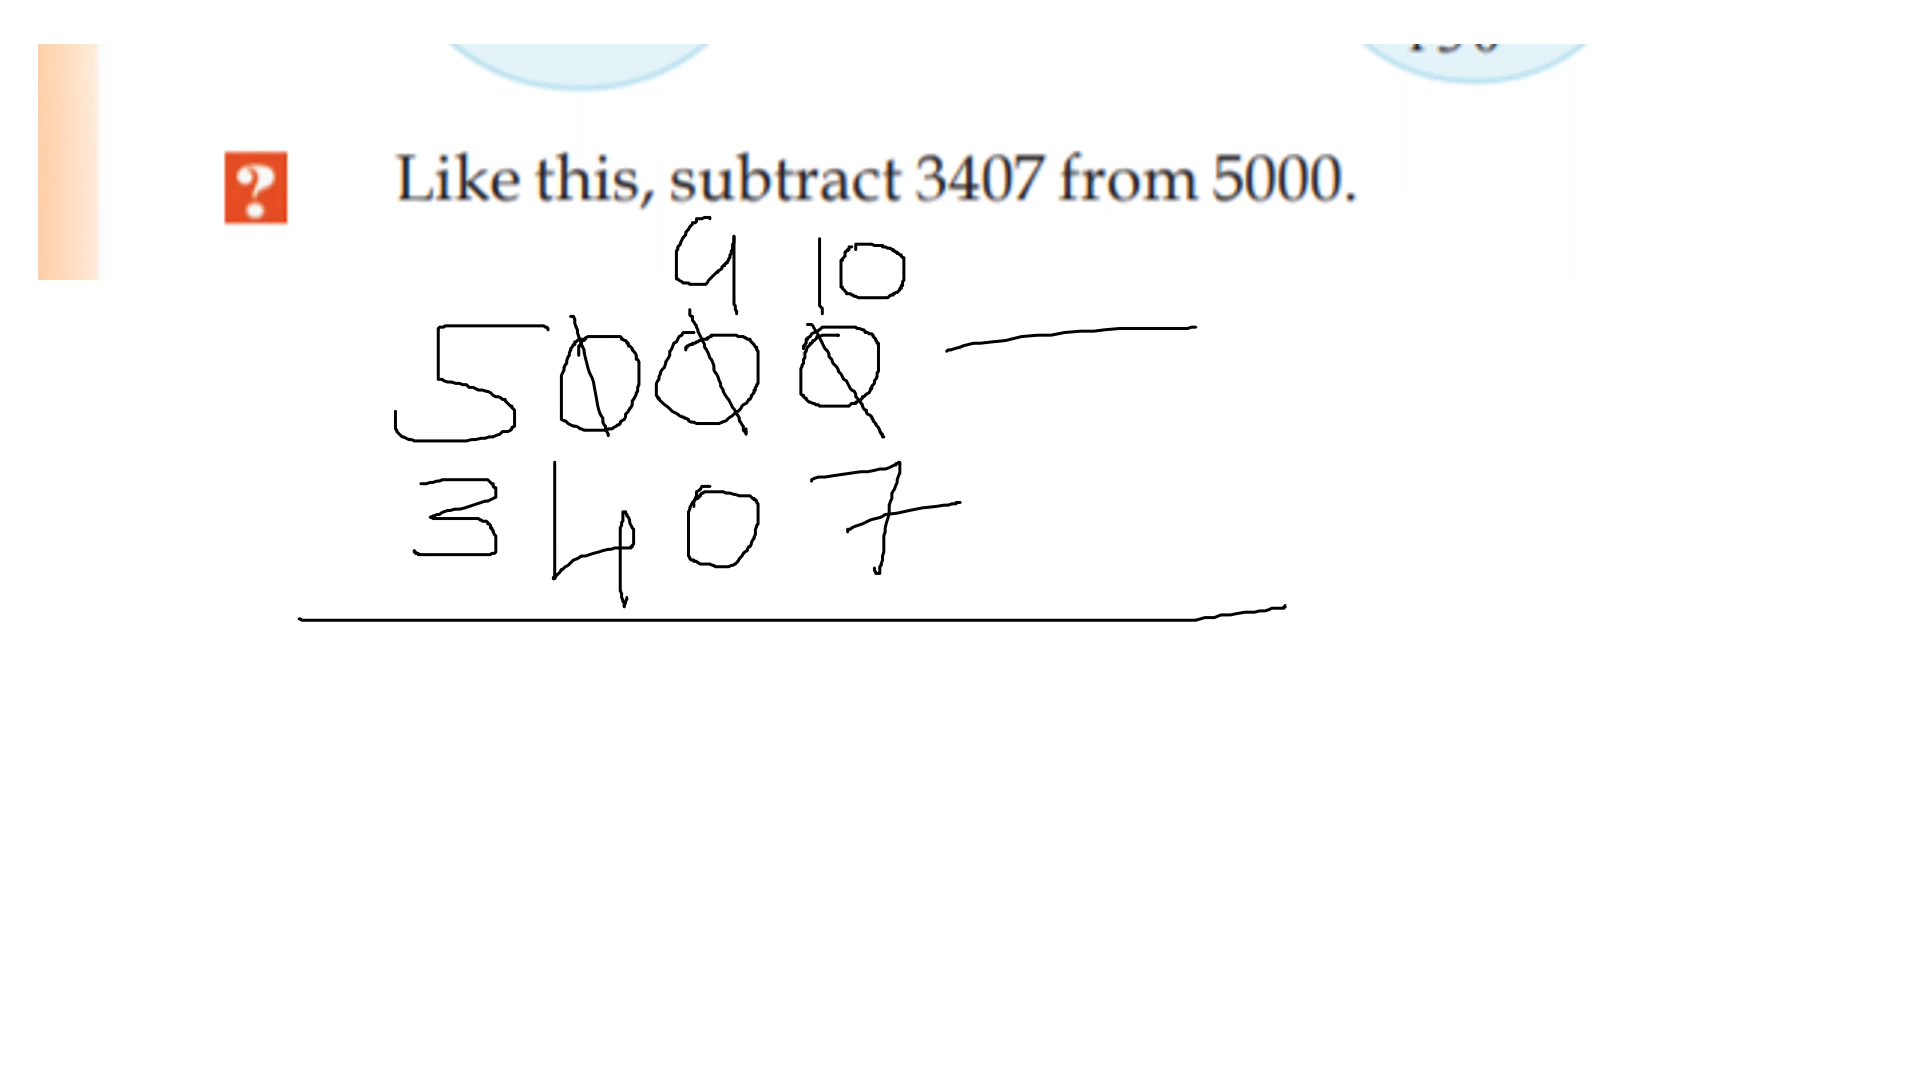 ? Like this, subtract 3407 from 5000.
9 10
5000 —
3407